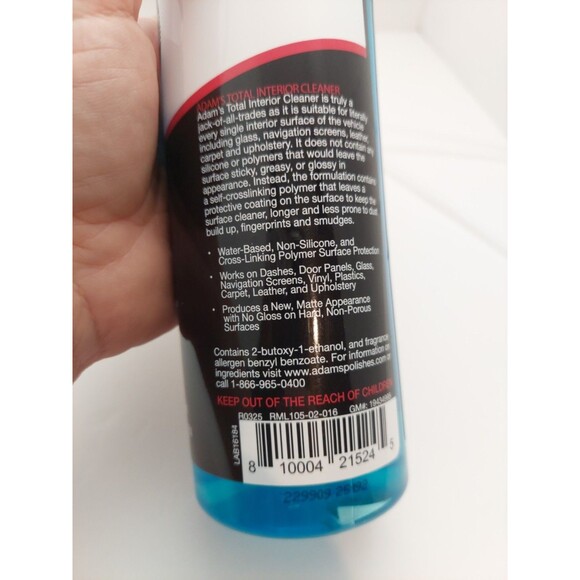 ADAM'S TOTAL INTERIOR CLEANER
Adam's Total Interior Cleaner is truly a
jack-of-all-trades as it is suitable for literally
every single interior surface of the vehicle
including glass, navigation screens, leather,
carpet and upholstery. It does not contain any
silicone or polymers that would leave the
surface sticky, greasy, or glossy in
appearance. Instead, the formulation contains
a self-crosslinking polymer that leaves a
protective coating on the surface to keep the
surface cleaner, longer and less prone to dust
build up, fingerprints and smudges.
• Water-Based, Non-Silicone, and
Cross-Linking Polymer Surface Protection
• Works on Dashes, Door Panels, Glass,
Navigation Screens, Vinyl, Plastics,
Carpet, Leather, and Upholstery
• Produces a New, Matte Appearance
with No Gloss on Hard, Non-Porous
Surfaces
Contains 2-butoxy-1-ethanol, and fragrance
allergen benzyl benzoate. For information on
ingredients visit www.adamspolishes.com or
call 1-866-965-0400
KEEP OUT OF THE REACH OF CHILDREN
R0325 RML105-02-016 GM#:
LAB16184
8 10004 21524 5